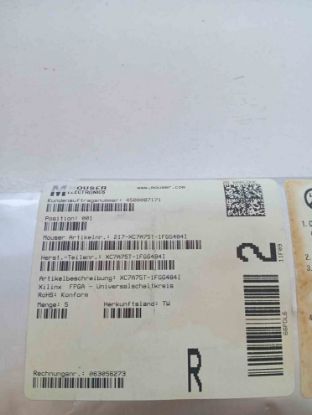 MOUSER
ELECTRONICS
www.mouser.com
Kundenauftragsnummer: 4500007171
Position: 001
Mouser Artikelnr.: 217-XC7A75T-1FGG484I
Herst.-Teilenr.: XC7A75T-1FGG484I
Artikelbeschreibung: XC7A75T-1FGG484I
Xilinx FPGA - Universalschaltkreis
RoHS: Konform
Menge: 5 Herkunftsland: TW
Rechnungnr.: 063056273
R
2